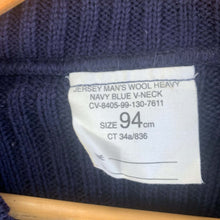 JERSEY MAN'S WOOL HEAVY
NAVY BLUE V-NECK
CV-8405-99-130-7611
SIZE 94cm
CT 34a/836